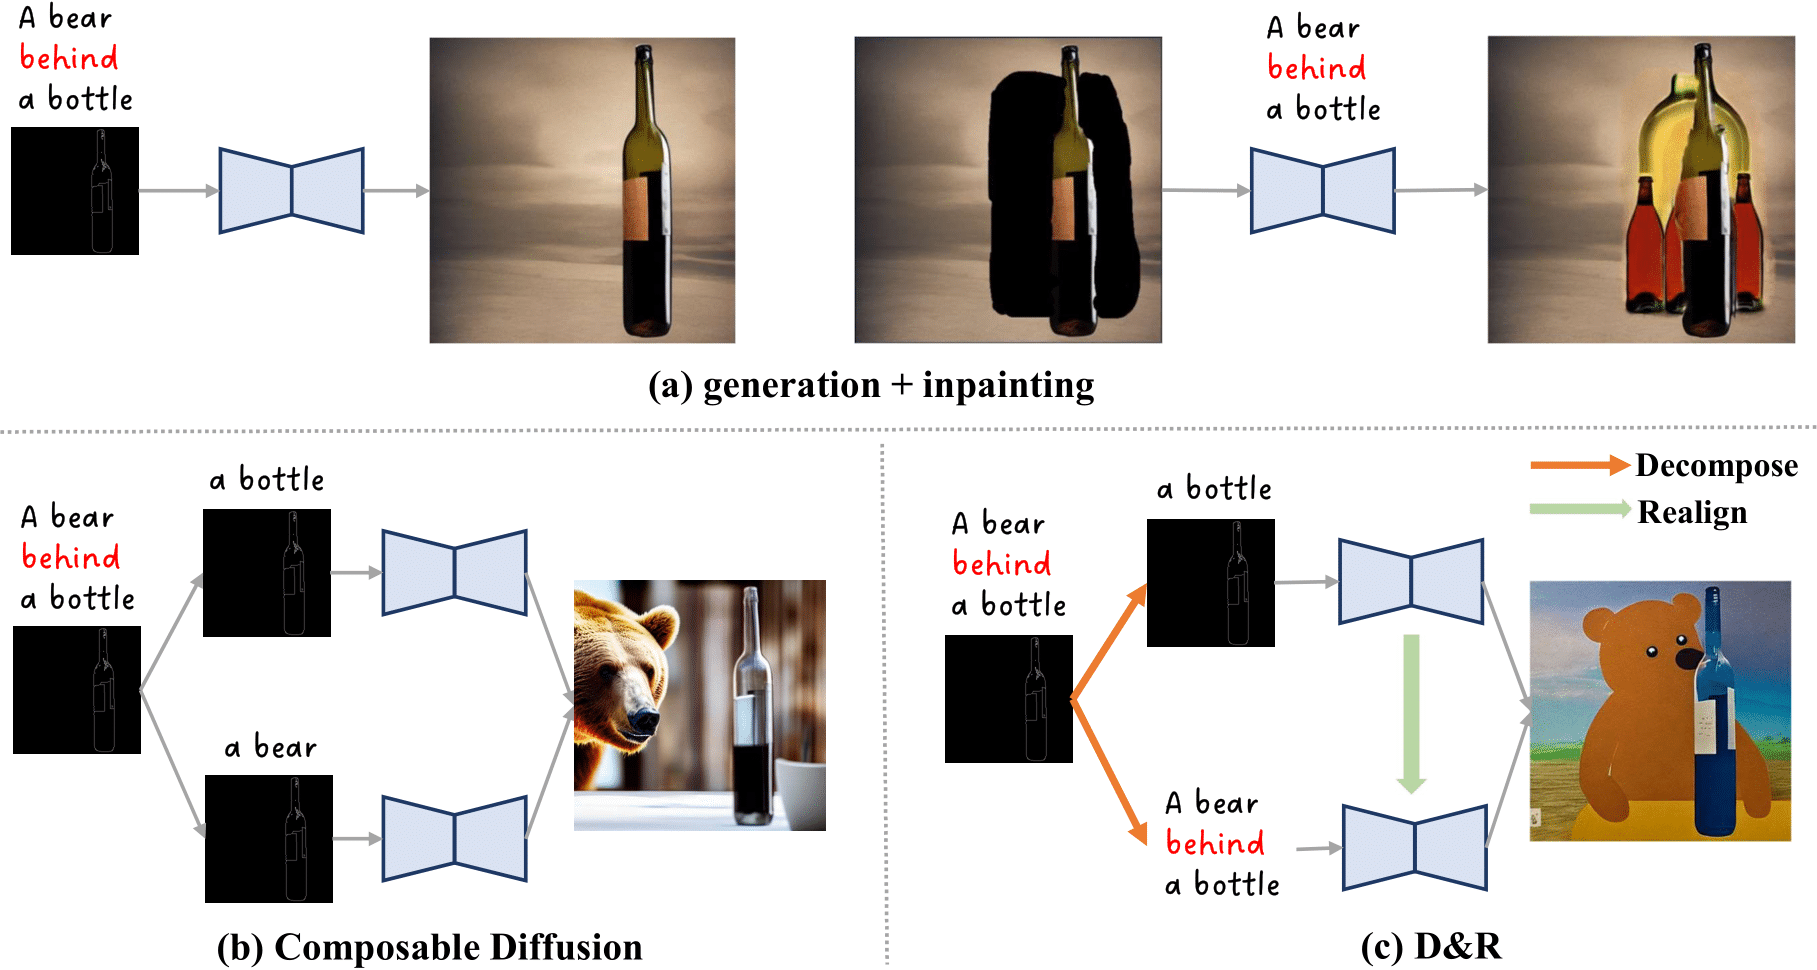 A bear
behind
a bottle
A bear
behind
a bottle
(a) generation + inpainting
A bear
behind
a bottle
a bottle
a bear
(b) Composable Diffusion
Decompose
Realign
A bear
behind
a bottle
a bottle
A bear
behind
a bottle
(c) D&R